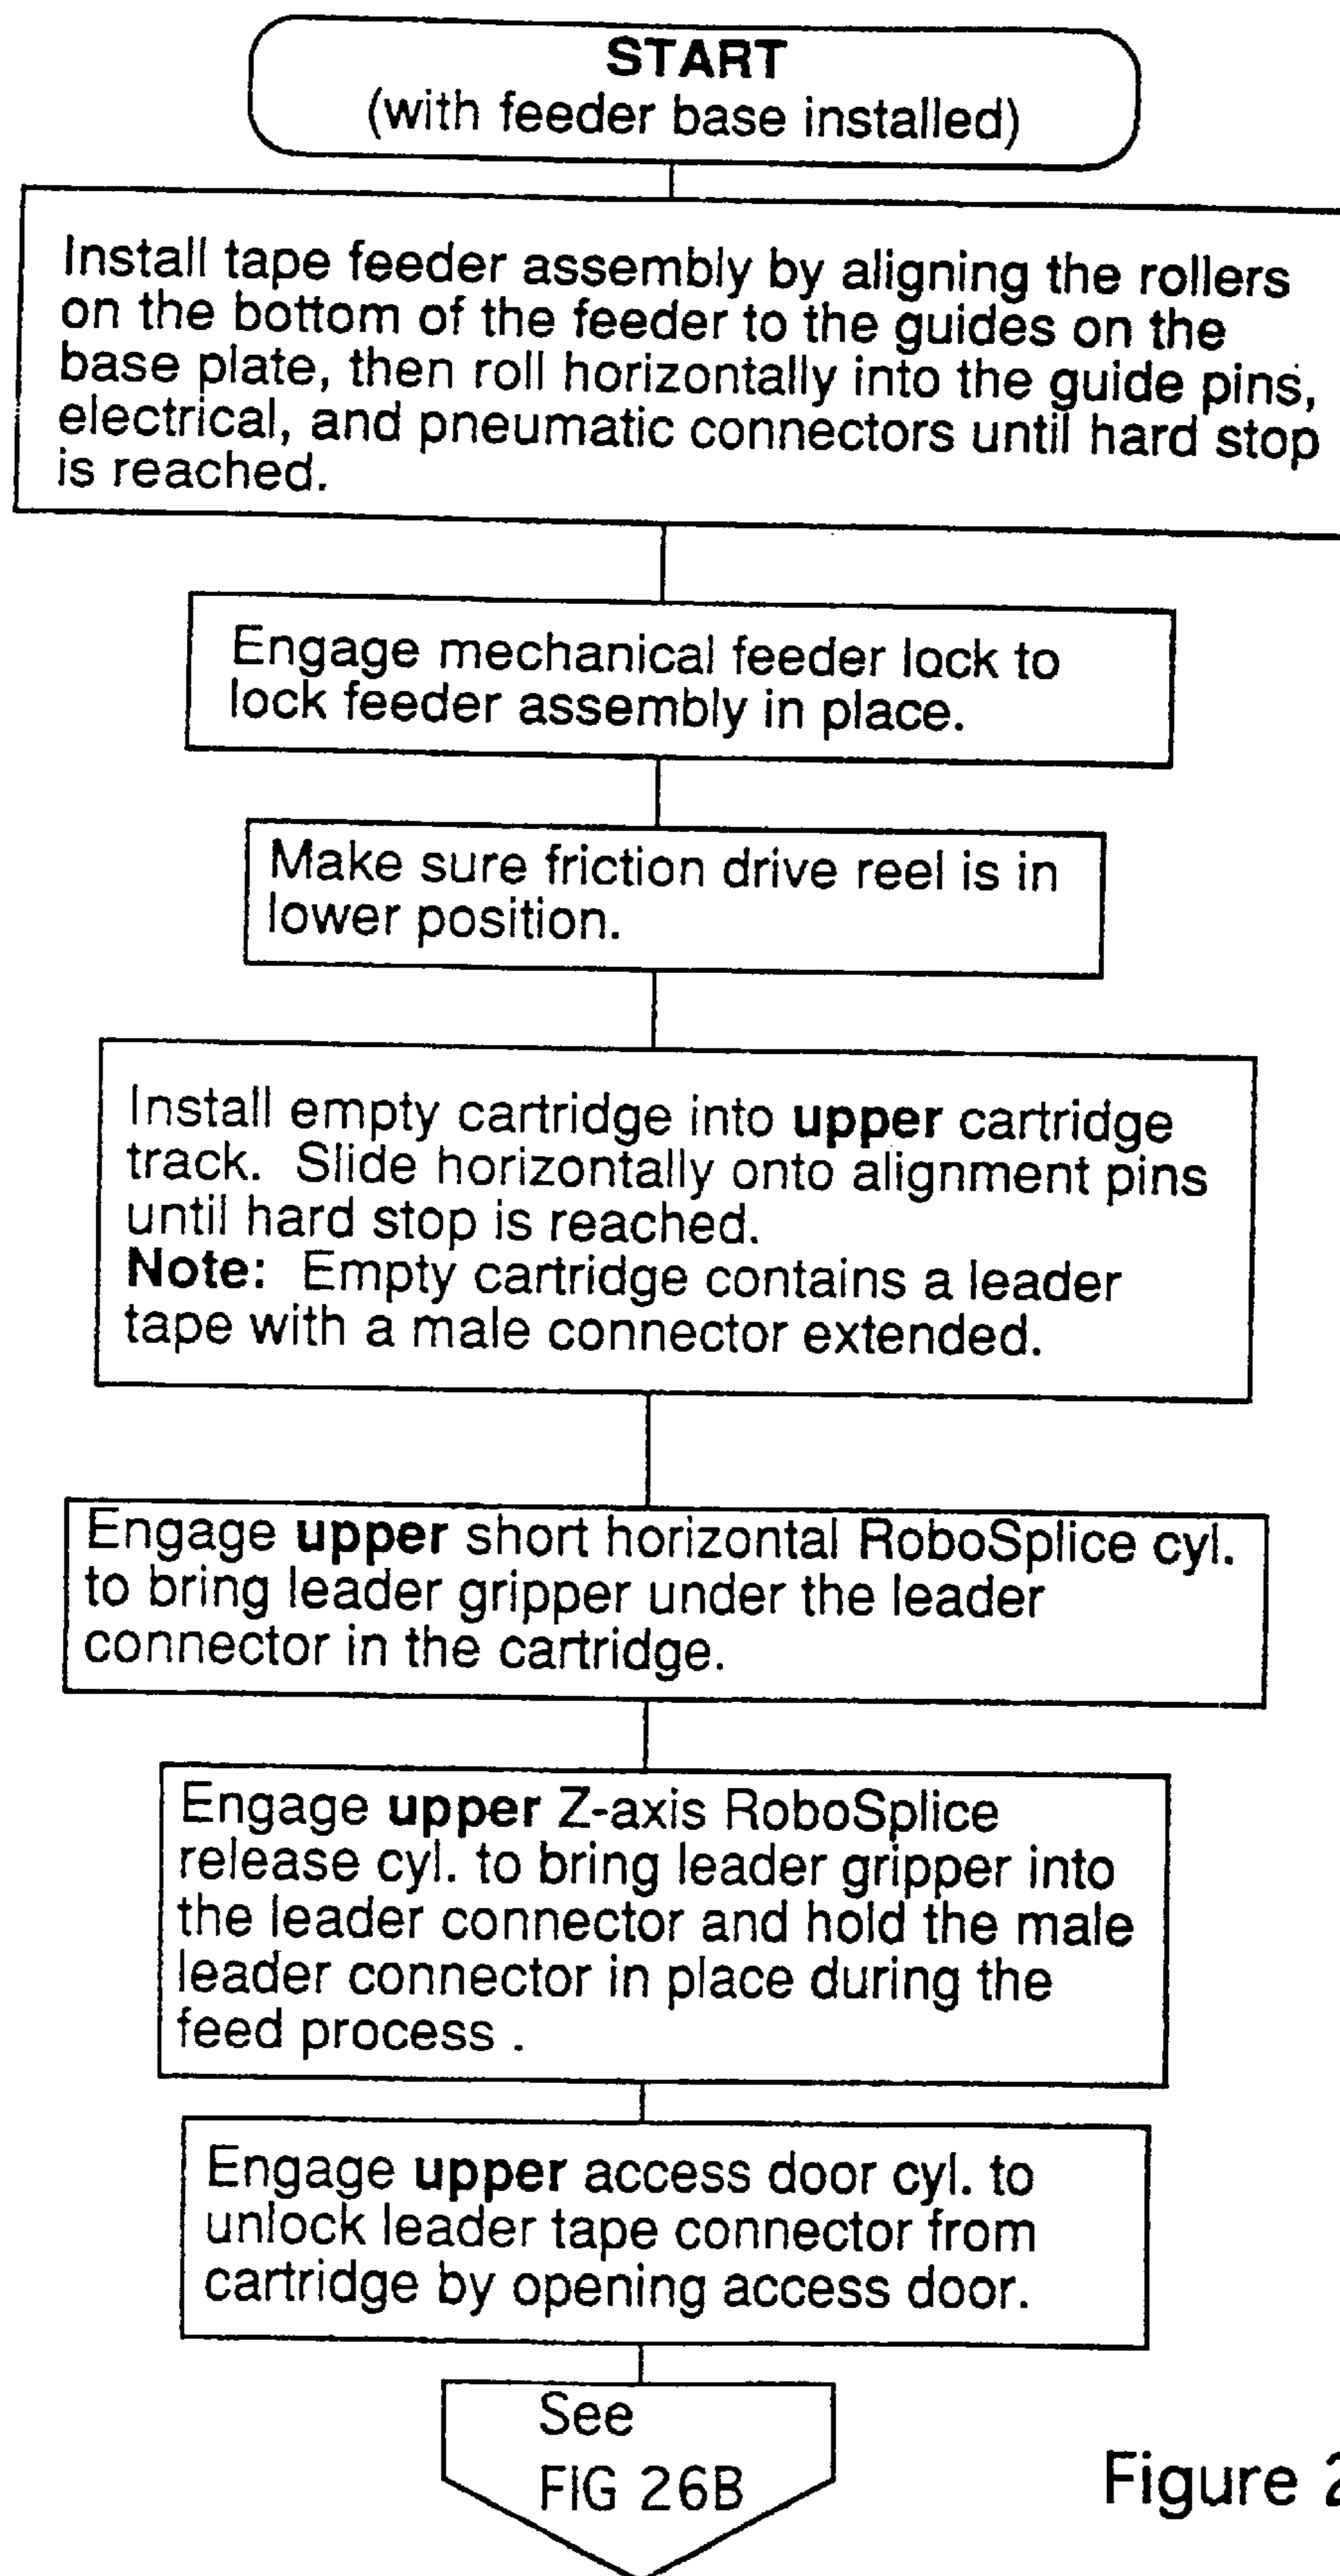 START
(with feeder base installed)
Install tape feeder assembly by aligning the rollers
on the bottom of the feeder to the guides on the
base plate, then roll horizontally into the guide pins,
electrical, and pneumatic connectors until hard stop
is reached.
Engage mechanical feeder lock to
lock feeder assembly in place.
Make sure friction drive reel is in
lower position.
Install empty cartridge into upper cartridge
track. Slide horizontally onto alignment pins
until hard stop is reached.
Note: Empty cartridge contains a leader
tape with a male connector extended.
Engage upper short horizontal RoboSplice cyl.
to bring leader gripper under the leader
connector in the cartridge.
Engage upper Z-axis RoboSplice
release cyl. to bring leader gripper into
the leader connector and hold the male
leader connector in place during the
feed process .
Engage upper access door cyl. to
unlock leader tape connector from
cartridge by opening access door.
See
FIG 26B
Figure